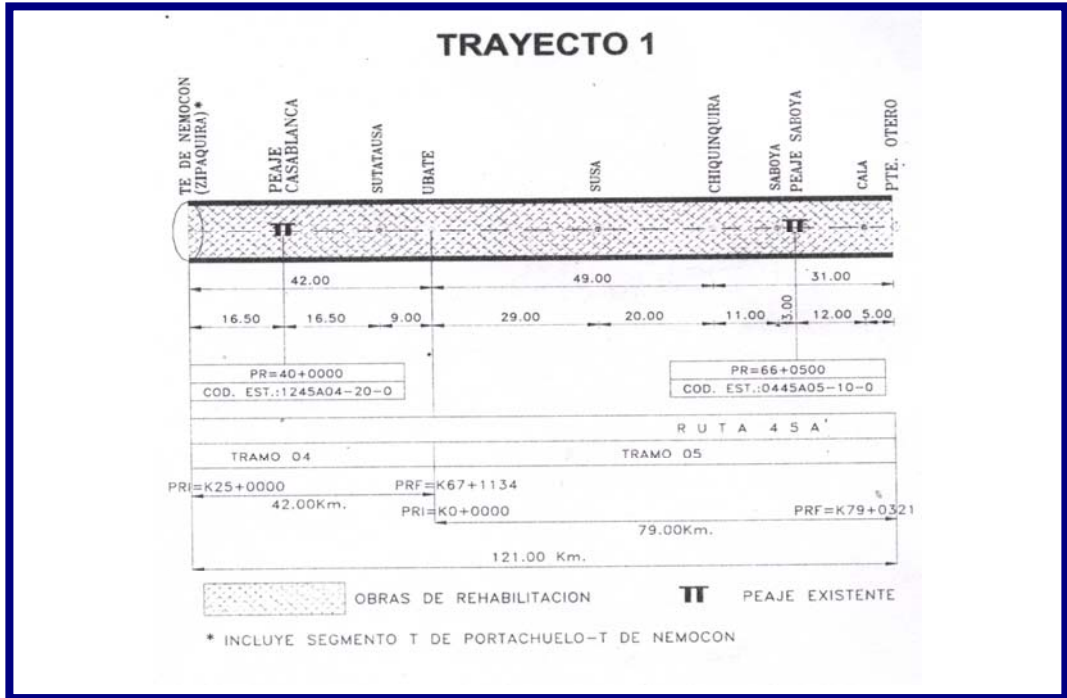 TRAYECTO 1
TE DE NEMOCON
(ZIPAQUIRA)*
PEAJE
CASABLANCA
SUTATAUSA
UBATE
SUSA
CHIQUINQUIRA
SABOYA
PEAJE SABOYA
CALA
PTE. OTERO
42.00 49.00 31.00
16.50 16.50 9.00 29.00 20.00 11.00 3.00 12.00 5.00
PR=40+0000
COD. EST.:1245A04-20-0
PR=66+0500
COD. EST.:0445A05-10-0
RUTA 45A
TRAMO 04 TRAMO 05
PRI=K25+0000 PRF=K67+1134
42.00Km.
PRI=K0+0000 PRF=K79+0321
79.00Km.
121.00 Km.
OBRAS DE REHABILITACION
PEAJE EXISTENTE
* INCLUYE SEGMENTO T DE PORTACHUELO-T DE NEMOCON